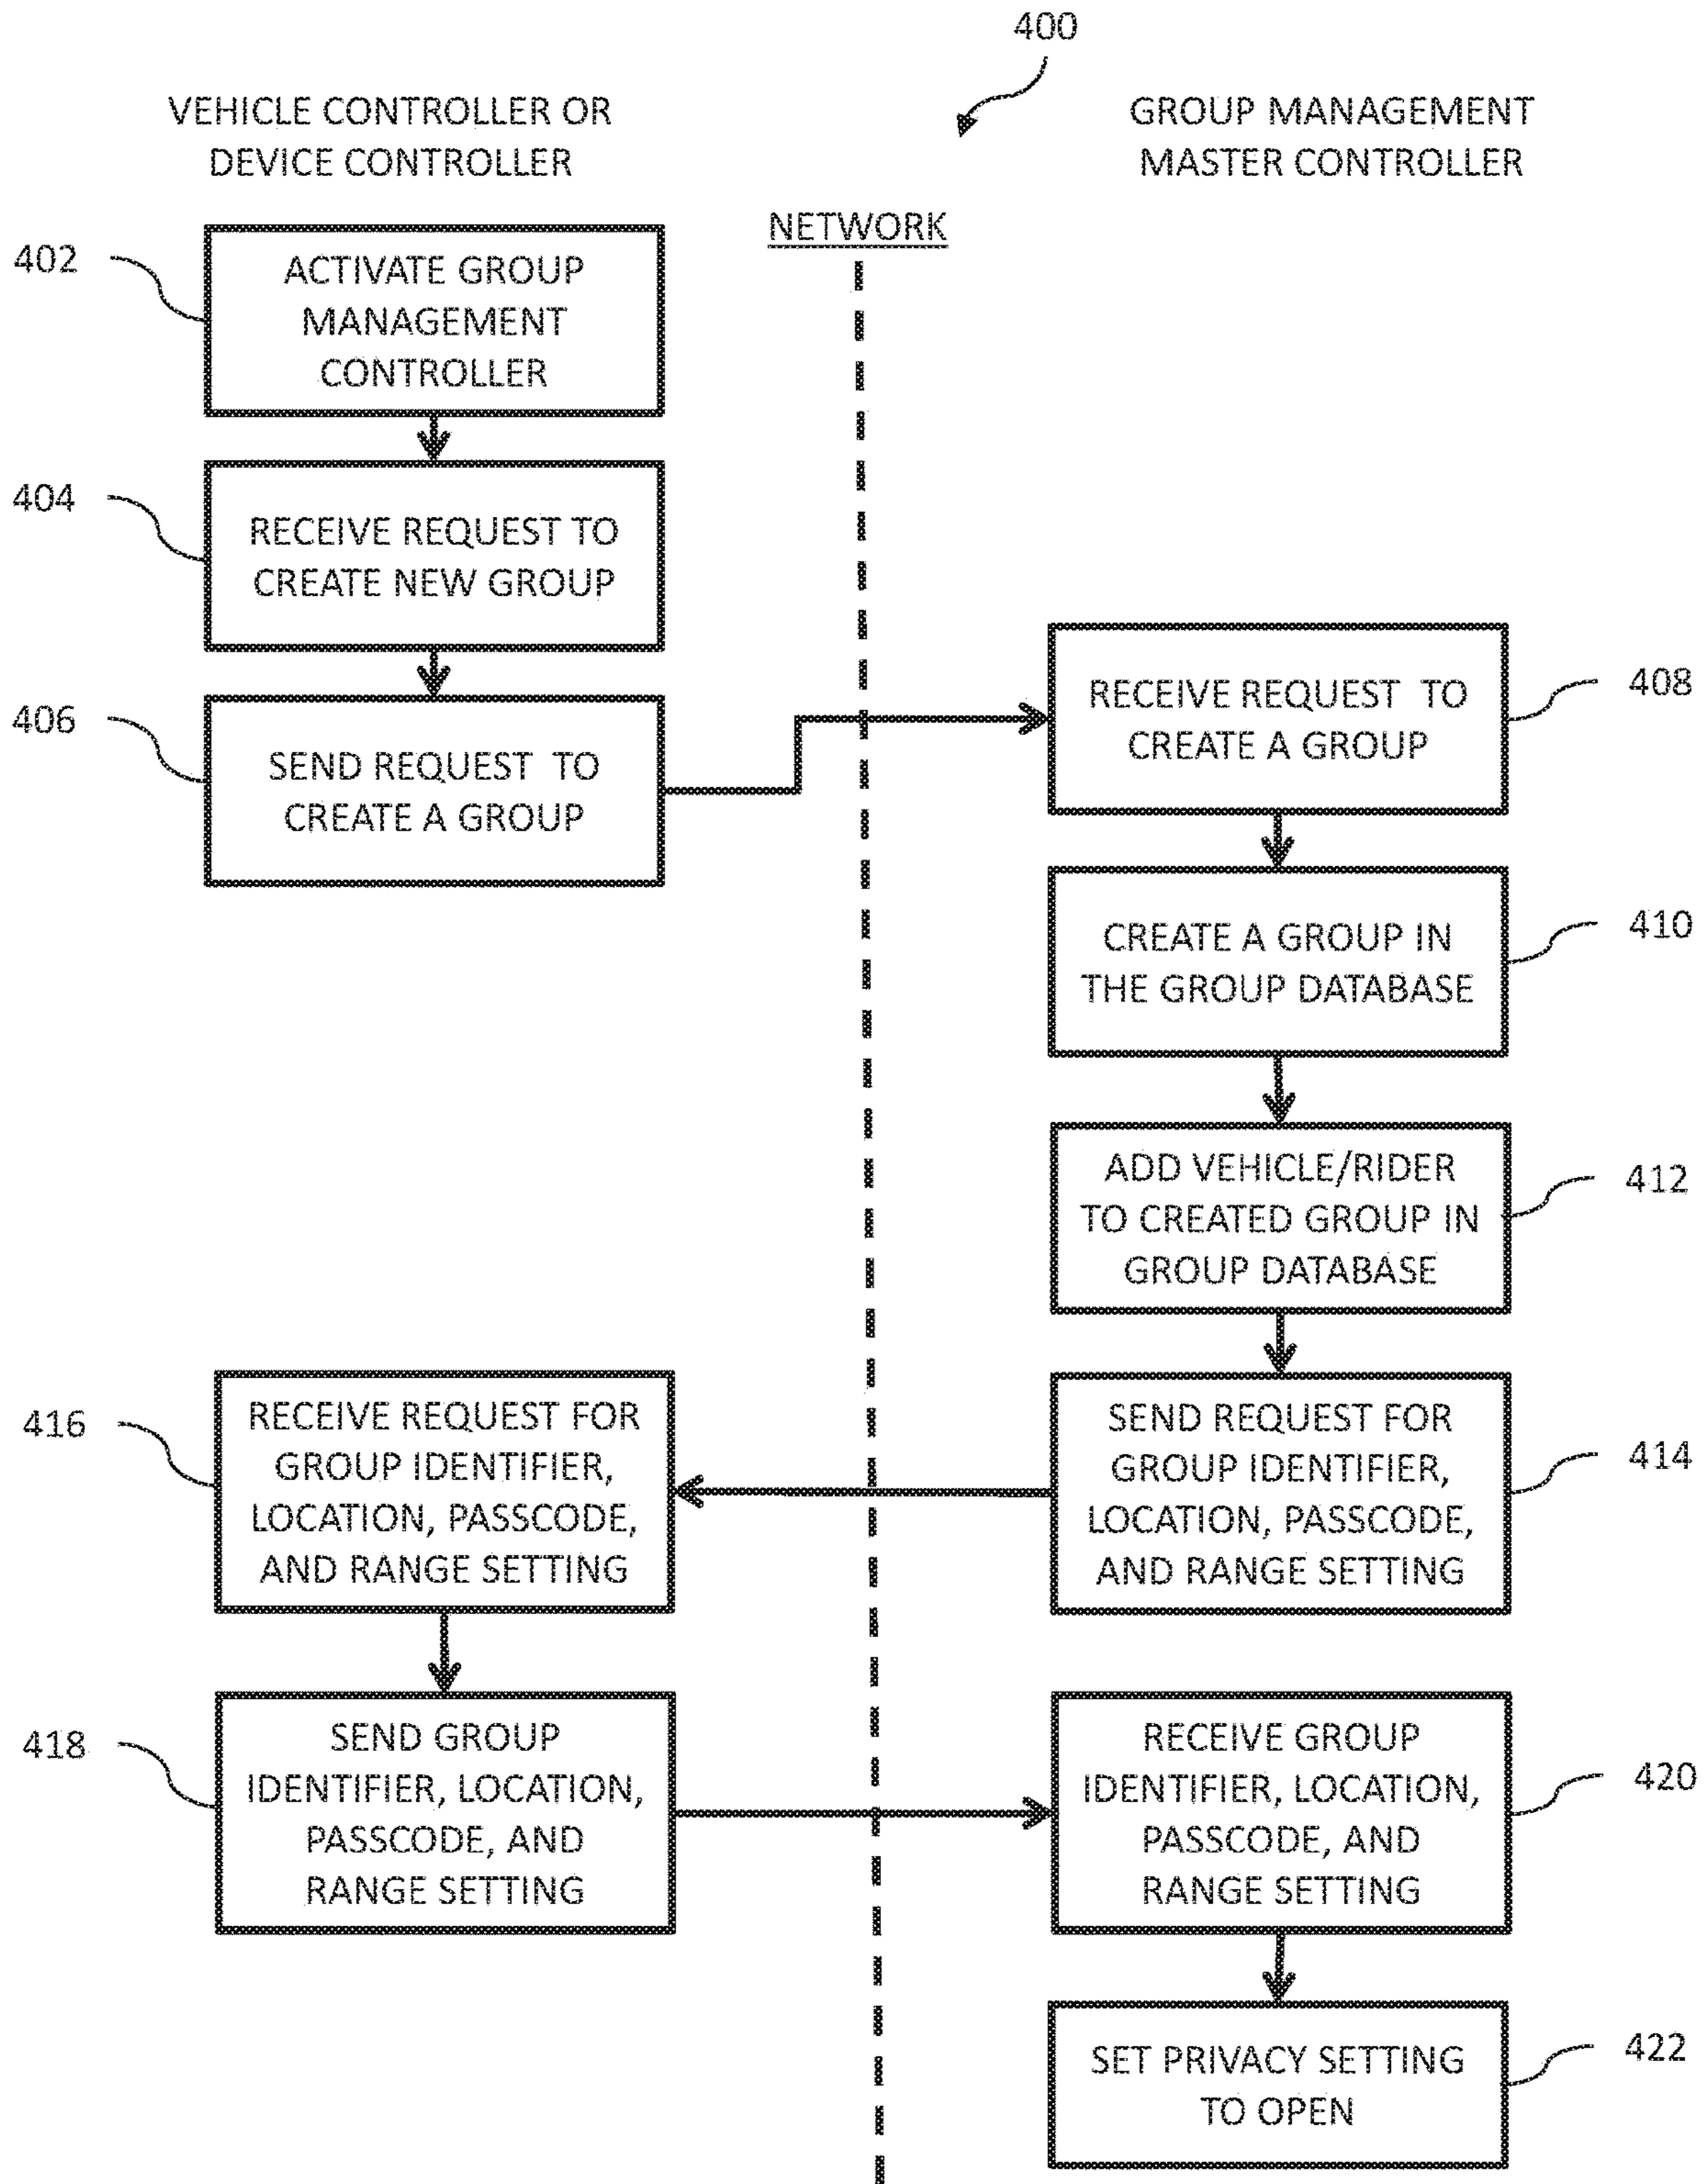 400
VEHICLE CONTROLLER OR
DEVICE CONTROLLER
GROUP MANAGEMENT
MASTER CONTROLLER
NETWORK
402
ACTIVATE GROUP
MANAGEMENT
CONTROLLER
404
RECEIVE REQUEST TO
CREATE NEW GROUP
406
SEND REQUEST TO
CREATE A GROUP
RECEIVE REQUEST TO
CREATE A GROUP
408
CREATE A GROUP IN
THE GROUP DATABASE
410
ADD VEHICLE/RIDER
TO CREATED GROUP IN
GROUP DATABASE
412
SEND REQUEST FOR
GROUP IDENTIFIER,
LOCATION, PASSCODE,
AND RANGE SETTING
414
416
RECEIVE REQUEST FOR
GROUP IDENTIFIER,
LOCATION, PASSCODE,
AND RANGE SETTING
418
SEND GROUP
IDENTIFIER, LOCATION,
PASSCODE, AND
RANGE SETTING
RECEIVE GROUP
IDENTIFIER, LOCATION,
PASSCODE, AND
RANGE SETTING
420
SET PRIVACY SETTING
TO OPEN
422